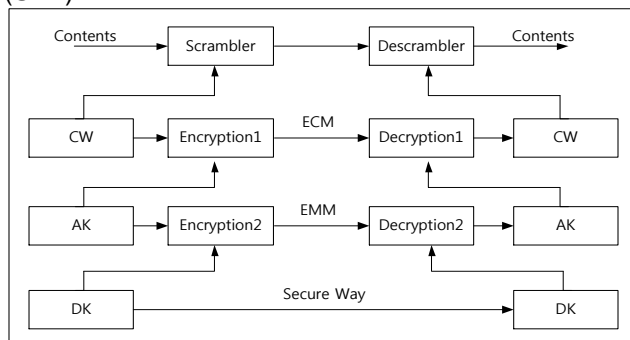 Contents Scrambler Descrambler Contents
ECM
CW Encryption1 Decryption1 CW
EMM
AK Encryption2 Decryption2 AK
Secure Way
DK DK